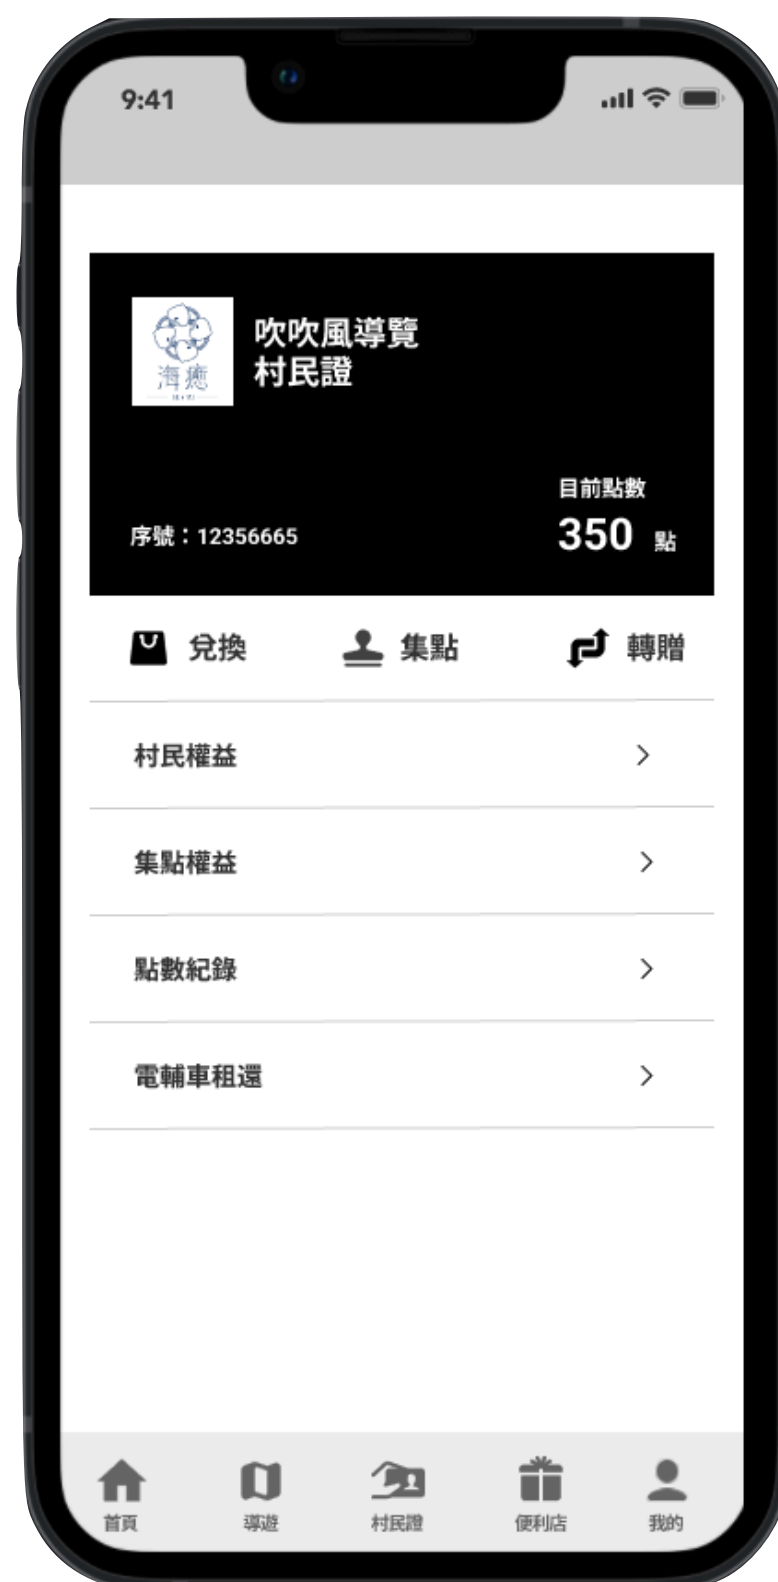 9:41
吹吹風導覽
村民證
海癒
目前點數
序號：12356665
350 點
兌換
集點
轉贈
村民權益
集點權益
點數紀錄
電輔車租還
首頁
導遊
村民證
便利店
我的